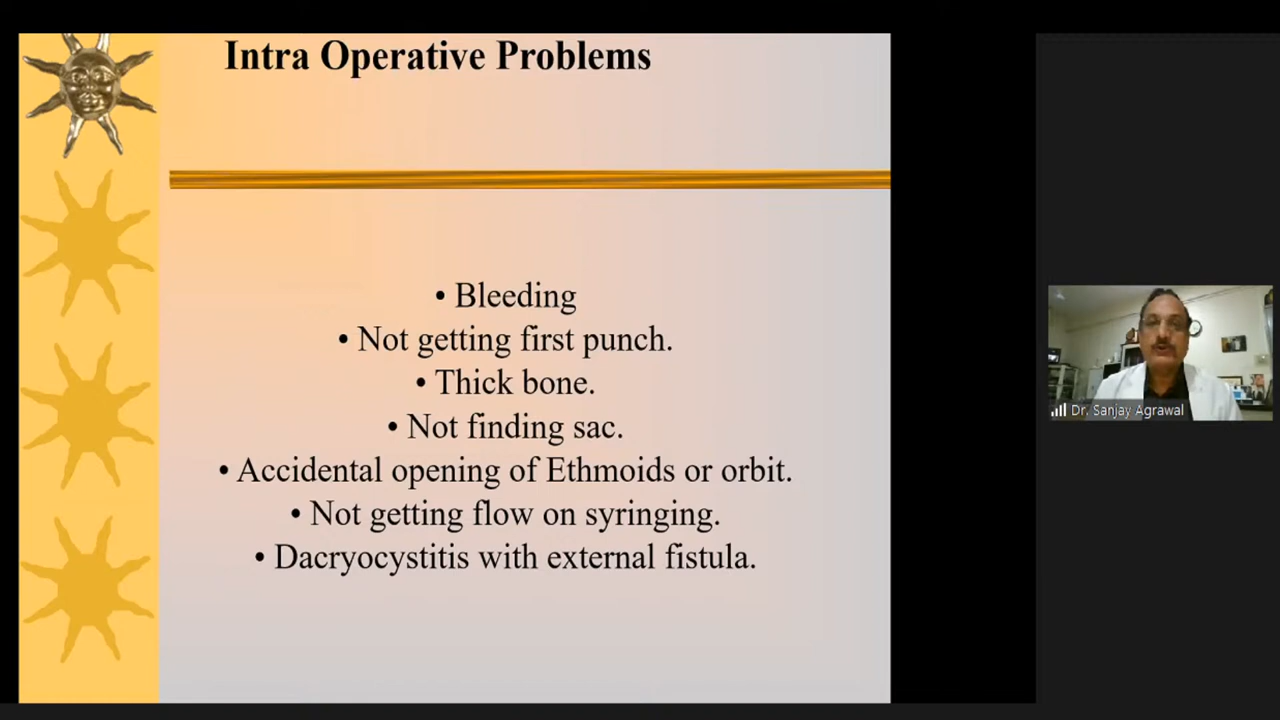 Intra Operative Problems
• Bleeding
• Not getting first punch.
• Thick bone.
• Not finding sac.
• Accidental opening of Ethmoids or orbit.
• Not getting flow on syringing.
• Dacryocystitis with external fistula.
Dr. Sanjay Agrawal